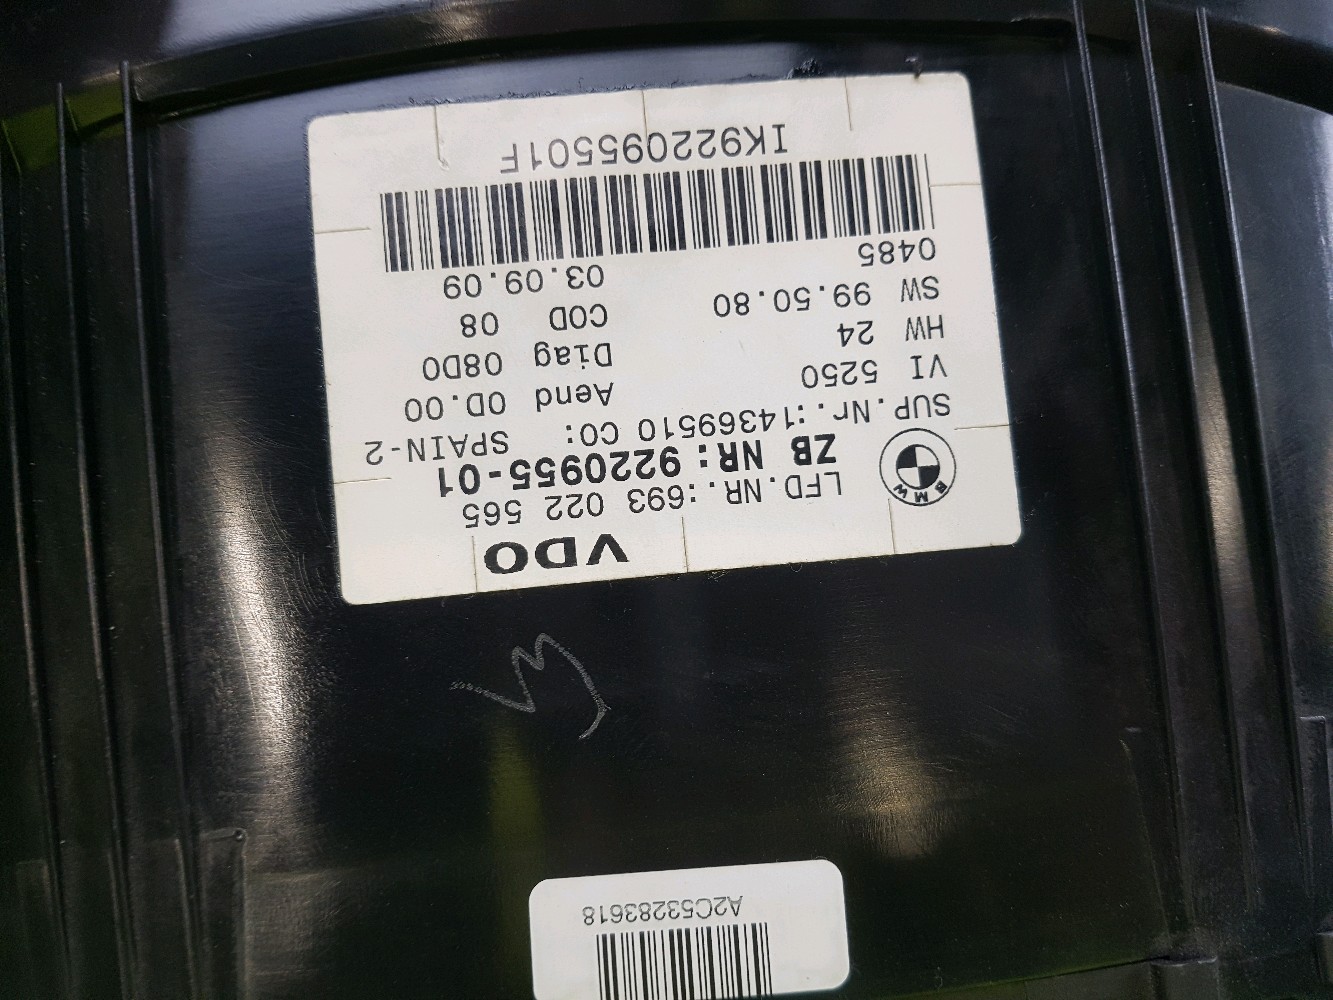 A2C53283618
VDO
LFD.NR.:693 022 565
BMW
ZB NR:9220955-01
SUP.Nr.:14369510 CO: SPAIN-2
VI 5250 Aend 0D.00
HW 24 Diag 08D0
SW 99.50.80 COD 08
0485 03.09.09
IK922095501F